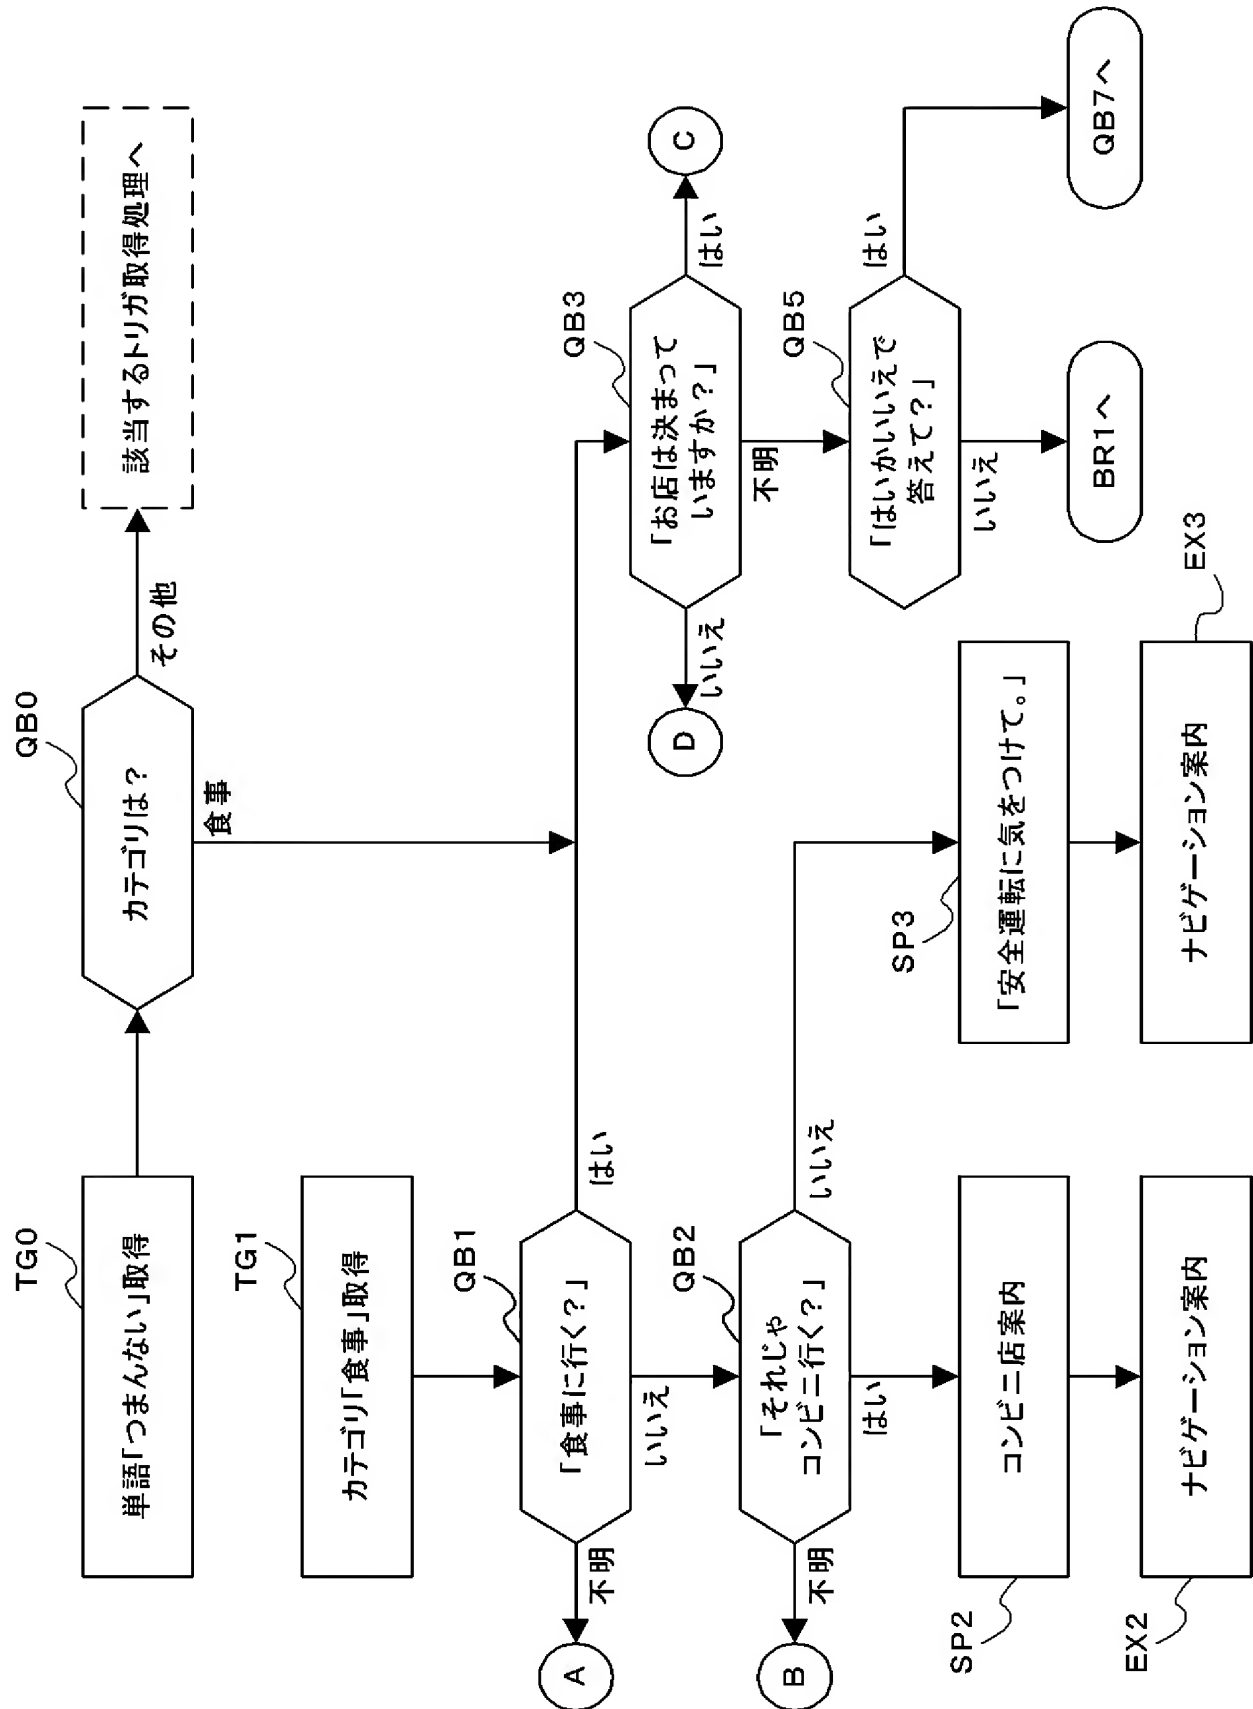 TG0
単語「つまんない」取得
QB0
カテゴリは？
その他
該当するトリガ取得処理へ
食事
TG1
カテゴリ「食事」取得
QB1
「食事に行く？」
不明
A
はい
いいえ
QB2
「それじゃ
コンビニ行く？」
不明
B
はい
いいえ
SP2
コンビニ店案内
EX2
ナビゲーション案内
SP3
「安全運転に気をつけて。」
EX3
ナビゲーション案内
QB3
「お店は決まって
いますか？」
いいえ
D
はい
C
不明
QB5
「はいかいいえで
答えて？」
いいえ
はい
BR1へ
QB7へ